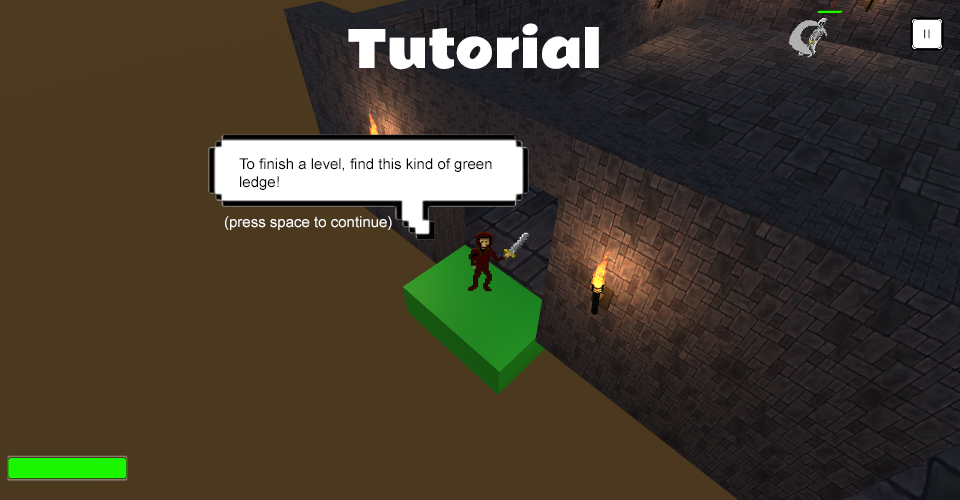 Tutorial
To finish a level, find this kind of green
ledge!
(press space to continue)